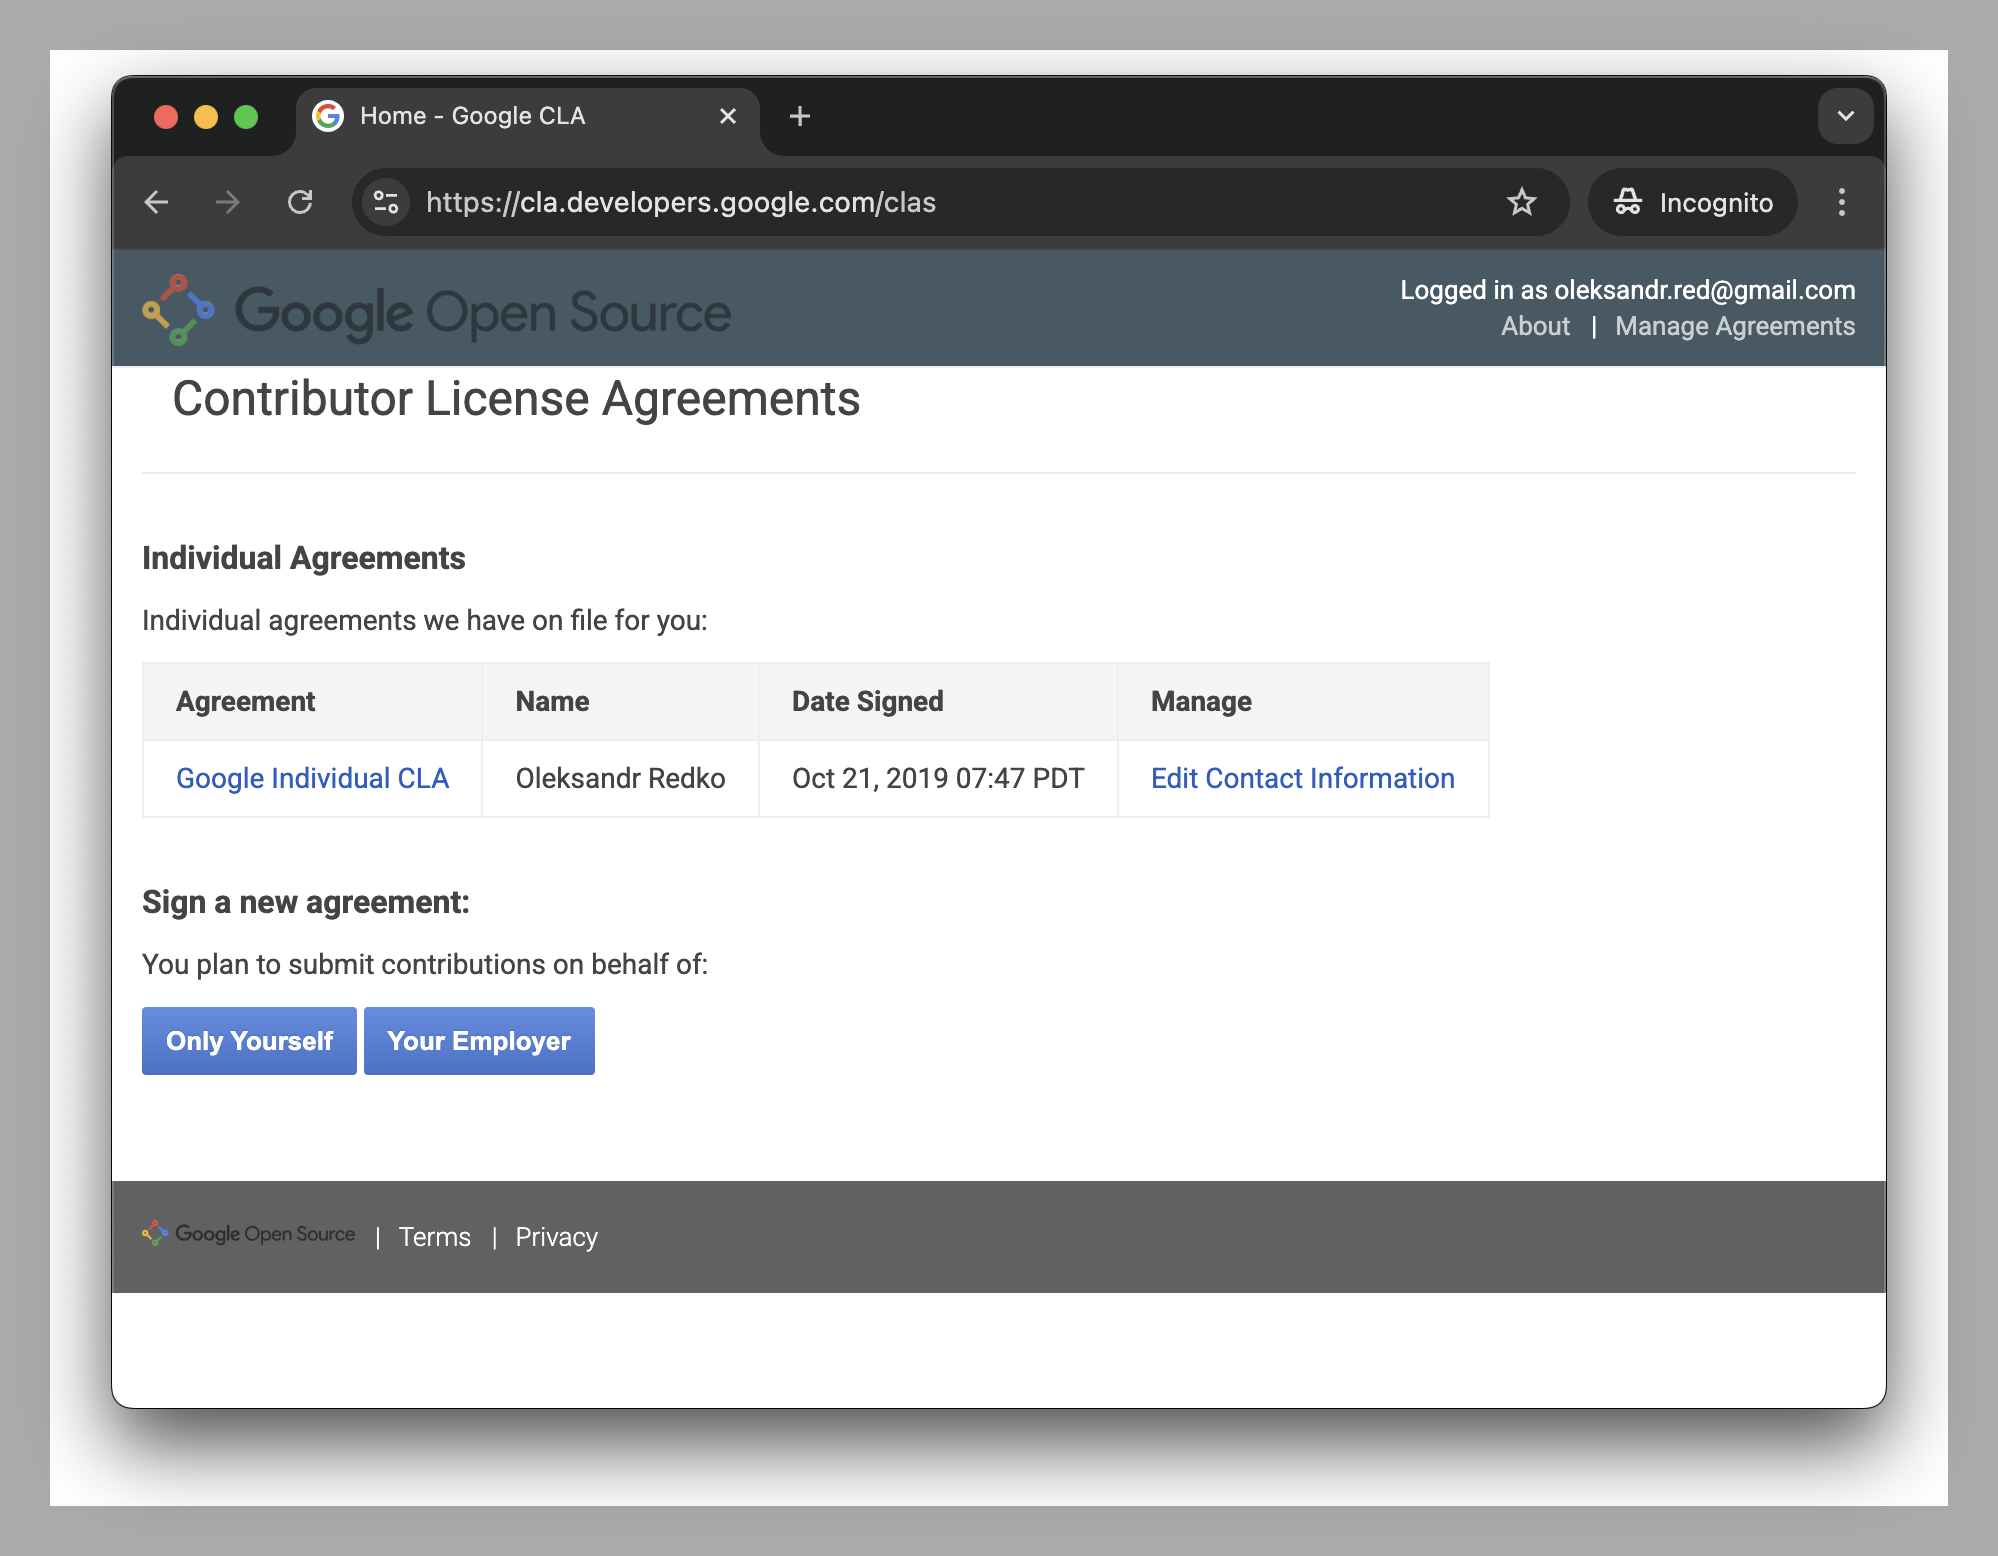 Home - Google CLA
https://cla.developers.google.com/clas
Incognito
Google Open Source
Logged in as oleksandr.red@gmail.com
About | Manage Agreements
Contributor License Agreements
Individual Agreements
Individual agreements we have on file for you:
Agreement Name Date Signed Manage
Google Individual CLA Oleksandr Redko Oct 21, 2019 07:47 PDT Edit Contact Information
Sign a new agreement:
You plan to submit contributions on behalf of:
Only Yourself Your Employer
Google Open Source | Terms | Privacy